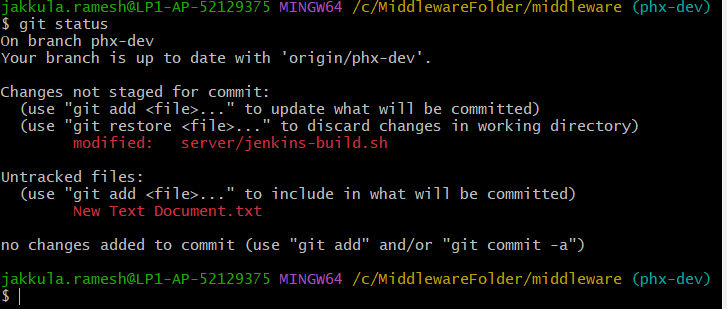 jakkula.ramesh@LP1-AP-52129375 MINGW64 /c/MiddlewareFolder/middleware (phx-dev)
$ git status
On branch phx-dev
Your branch is up to date with 'origin/phx-dev'.

Changes not staged for commit:
  (use "git add <file>..." to update what will be committed)
  (use "git restore <file>..." to discard changes in working directory)
        modified:   server/jenkins-build.sh

Untracked files:
  (use "git add <file>..." to include in what will be committed)
        New Text Document.txt

no changes added to commit (use "git add" and/or "git commit -a")

jakkula.ramesh@LP1-AP-52129375 MINGW64 /c/MiddlewareFolder/middleware (phx-dev)
$